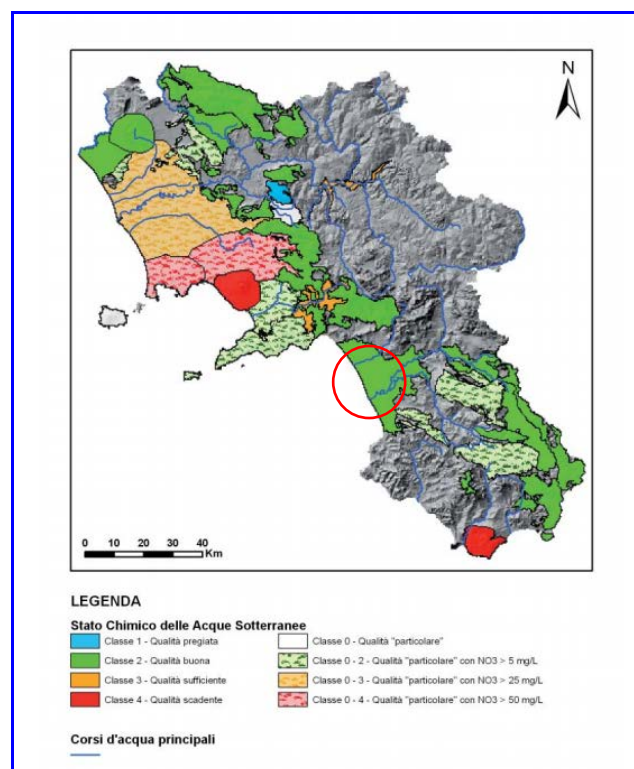 N
0 10 20 30 40
Km
LEGENDA
Stato Chimico delle Acque Sotterranee
Classe 1 - Qualità pregiata
Classe 2 - Qualità buona
Classe 3 - Qualità sufficiente
Classe 4 - Qualità scadente
Classe 0 - Qualità "particolare"
Classe 0 - 2 - Qualità "particolare" con NO3 > 5 mg/L
Classe 0 - 3 - Qualità "particolare" con NO3 > 25 mg/L
Classe 0 - 4 - Qualità "particolare" con NO3 > 50 mg/L
Corsi d'acqua principali